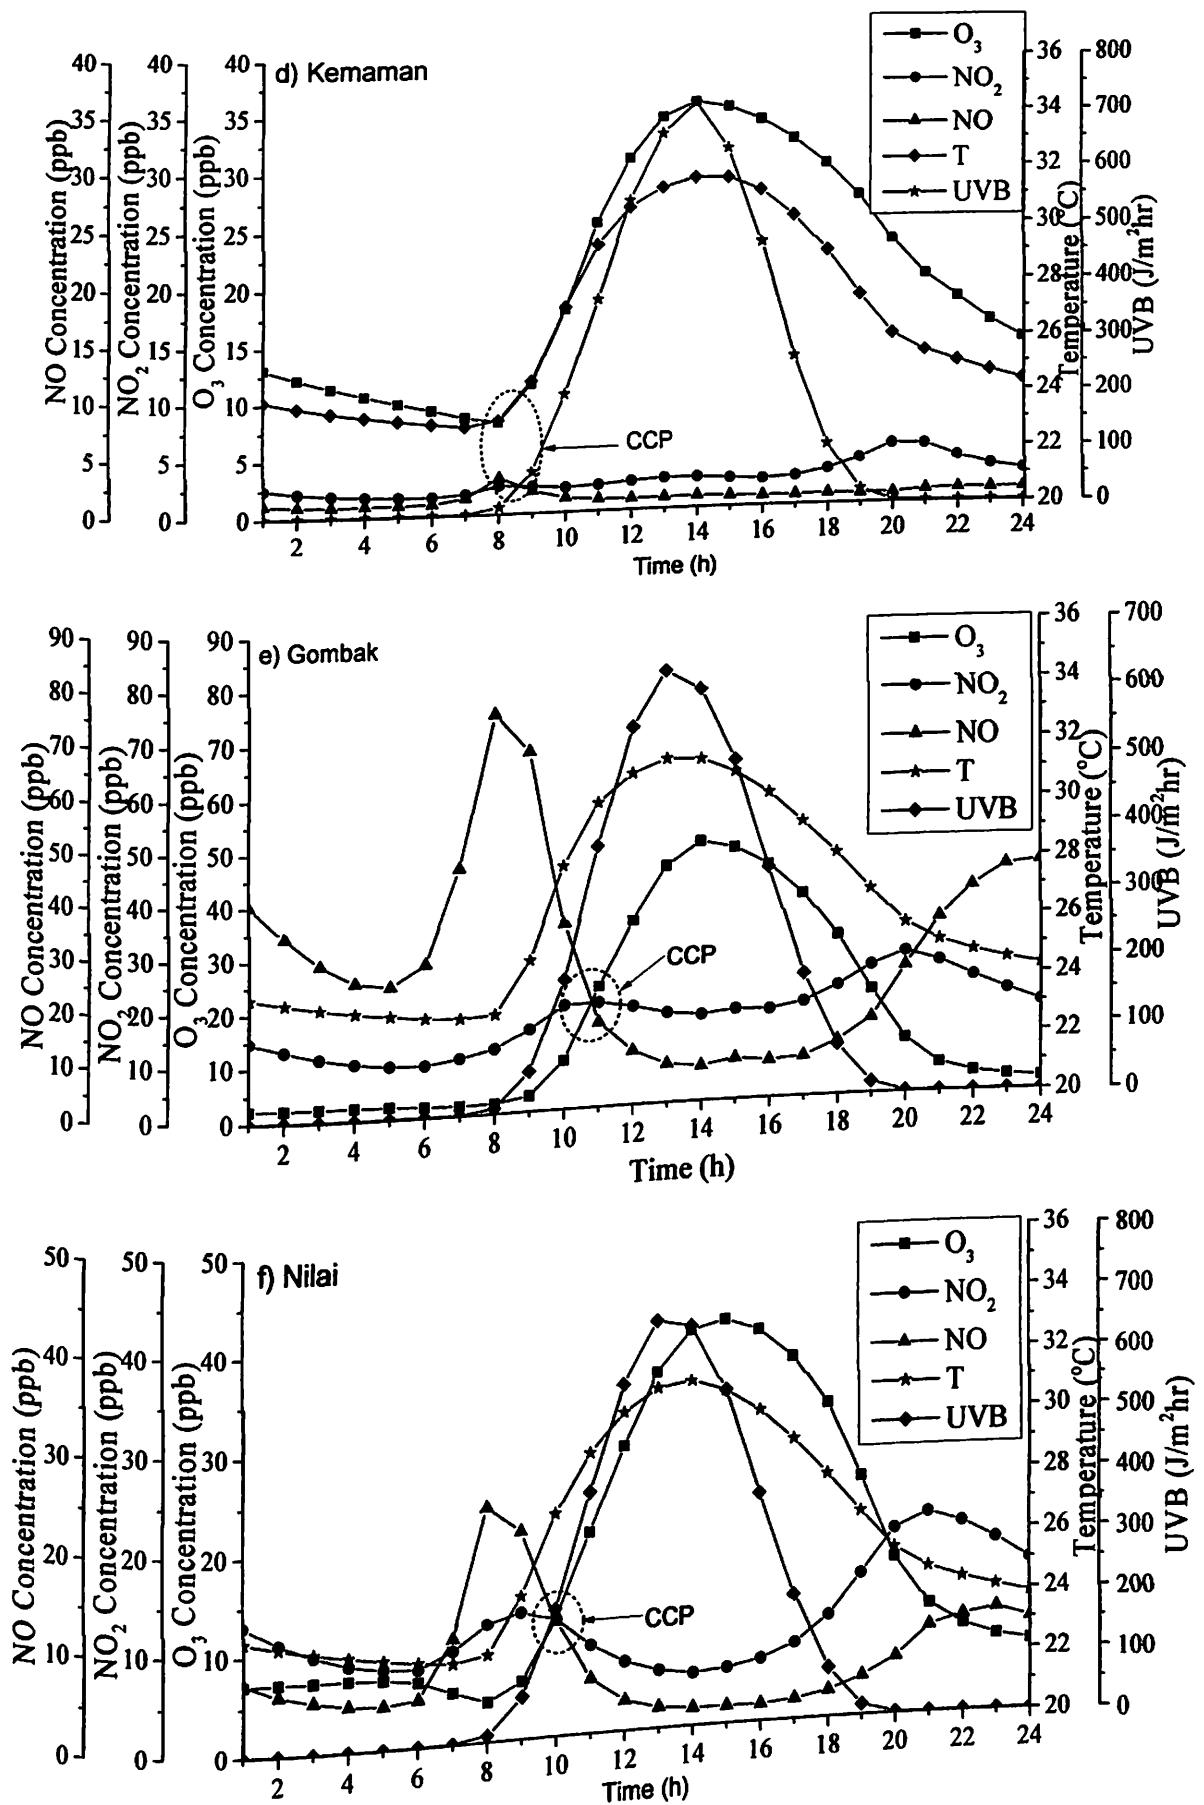 d) Kemaman
O3
NO2
NO
T
UVB
NO Concentration (ppb)
NO2 Concentration (ppb)
O3 Concentration (ppb)
40 35 30 25 20 15 10 5 0
40 35 30 25 20 15 10 5 0
40 35 30 25 20 15 10 5 0
CCP
2 4 6 8 10 12 14 16 18 20 22 24
Time (h)
36 34 32 30 28 26 24 22 20
Temperature (°C)
800 700 600 500 400 300 200 100 0
UVB (J/m2hr)
e) Gombak
O3
NO2
NO
T
UVB
NO Concentration (ppb)
NO2 Concentration (ppb)
O3 Concentration (ppb)
90 80 70 60 50 40 30 20 10 0
90 80 70 60 50 40 30 20 10 0
90 80 70 60 50 40 30 20 10 0
CCP
2 4 6 8 10 12 14 16 18 20 22 24
Time (h)
36 34 32 30 28 26 24 22 20
Temperature (°C)
700 600 500 400 300 200 100 0
UVB (J/m2hr)
f) Nilai
O3
NO2
NO
T
UVB
NO Concentration (ppb)
NO2 Concentration (ppb)
O3 Concentration (ppb)
50 40 30 20 10 0
50 40 30 20 10 0
50 40 30 20 10 0
CCP
2 4 6 8 10 12 14 16 18 20 22 24
Time (h)
36 34 32 30 28 26 24 22 20
Temperature (°C)
800 700 600 500 400 300 200 100 0
UVB (J/m2hr)